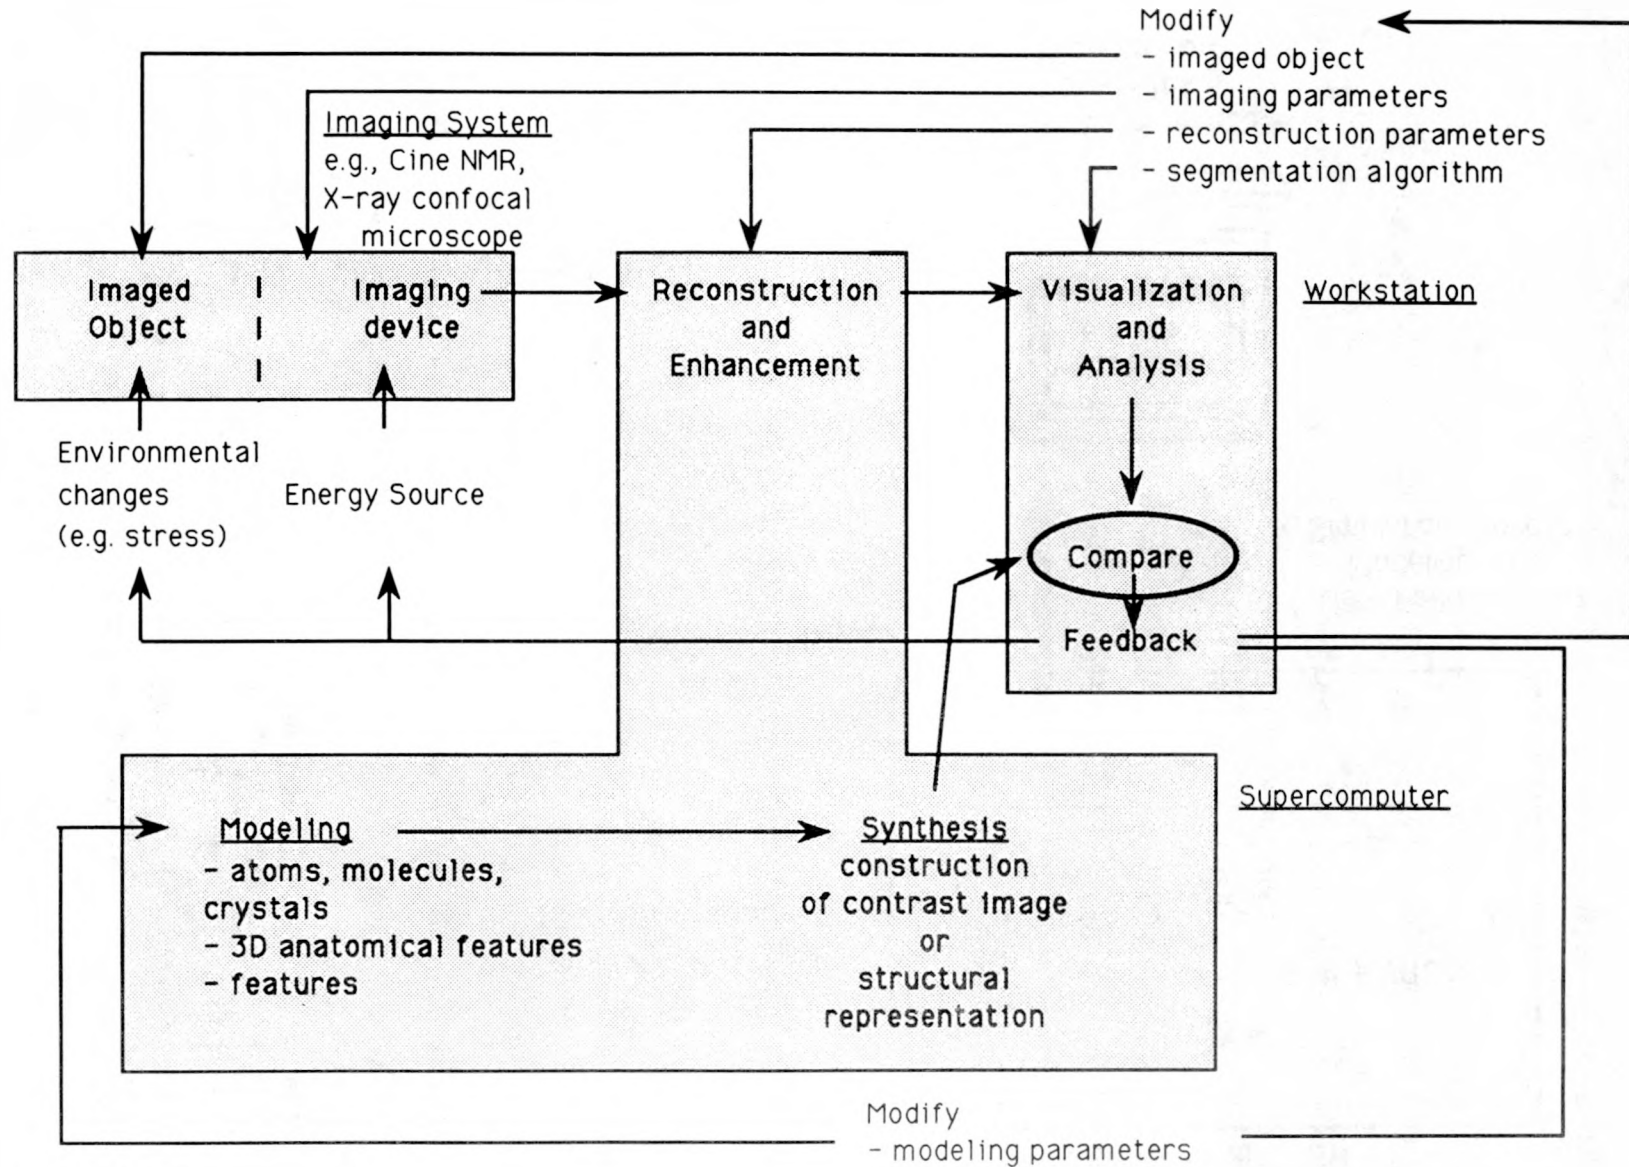 Modify
- imaged object
- imaging parameters
- reconstruction parameters
- segmentation algorithm
Imaging System
e.g., Cine NMR,
X-ray confocal
microscope
Imaged
Object
Imaging
device
Reconstruction
and
Enhancement
Visualization
and
Analysis
Workstation
Environmental
changes
(e.g. stress)
Energy Source
Compare
Feedback
Supercomputer
Modeling
- atoms, molecules,
crystals
- 3D anatomical features
- features
Synthesis
construction
of contrast image
or
structural
representation
Modify
- modeling parameters